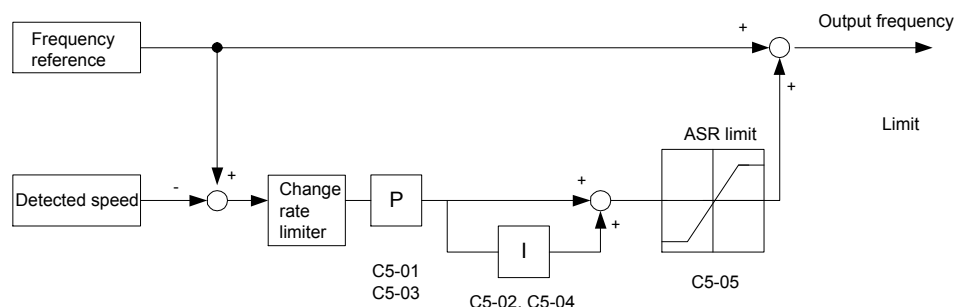 Frequency
reference
+
Output frequency
+
Limit
ASR limit
Detected speed
-
+
Change
rate
limiter
P
+
+
I
C5-01
C5-03
C5-02, C5-04
C5-05